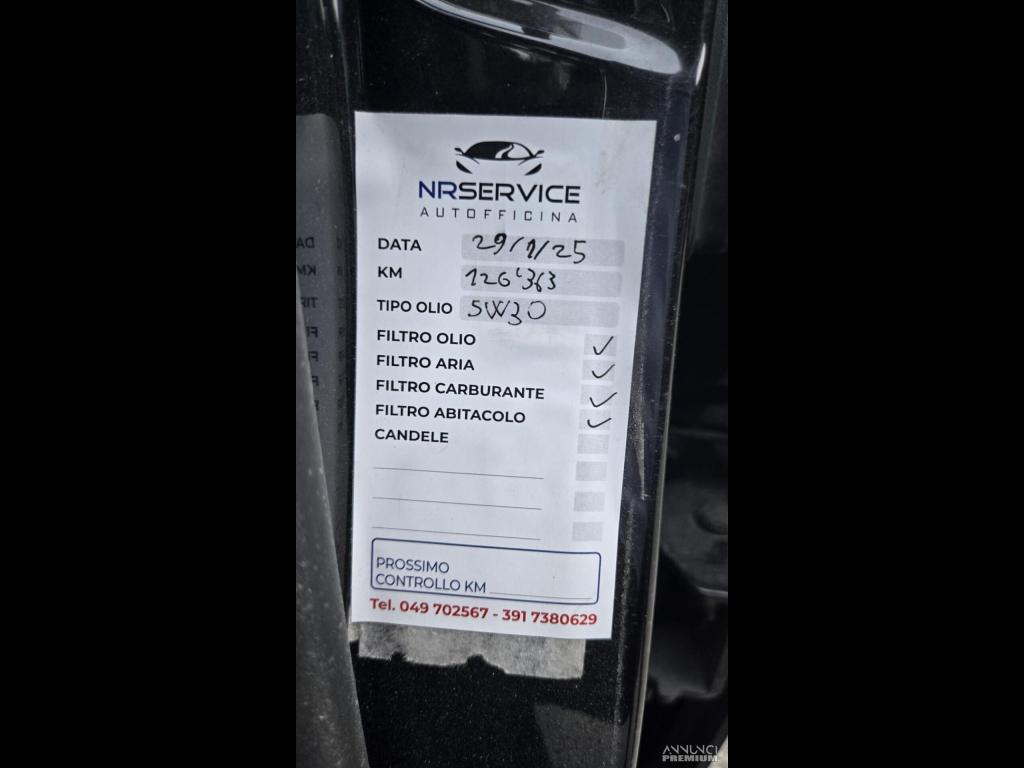 NRSERVICE
AUTOFFICINA
DATA 29/1/25
KM 126'363
TIPO OLIO 5W30
FILTRO OLIO ✓
FILTRO ARIA ✓
FILTRO CARBURANTE ✓
FILTRO ABITACOLO ✓
CANDELE
PROSSIMO
CONTROLLO KM
Tel. 049 702567 - 391 7380629
ANNUNCI
PREMIUM